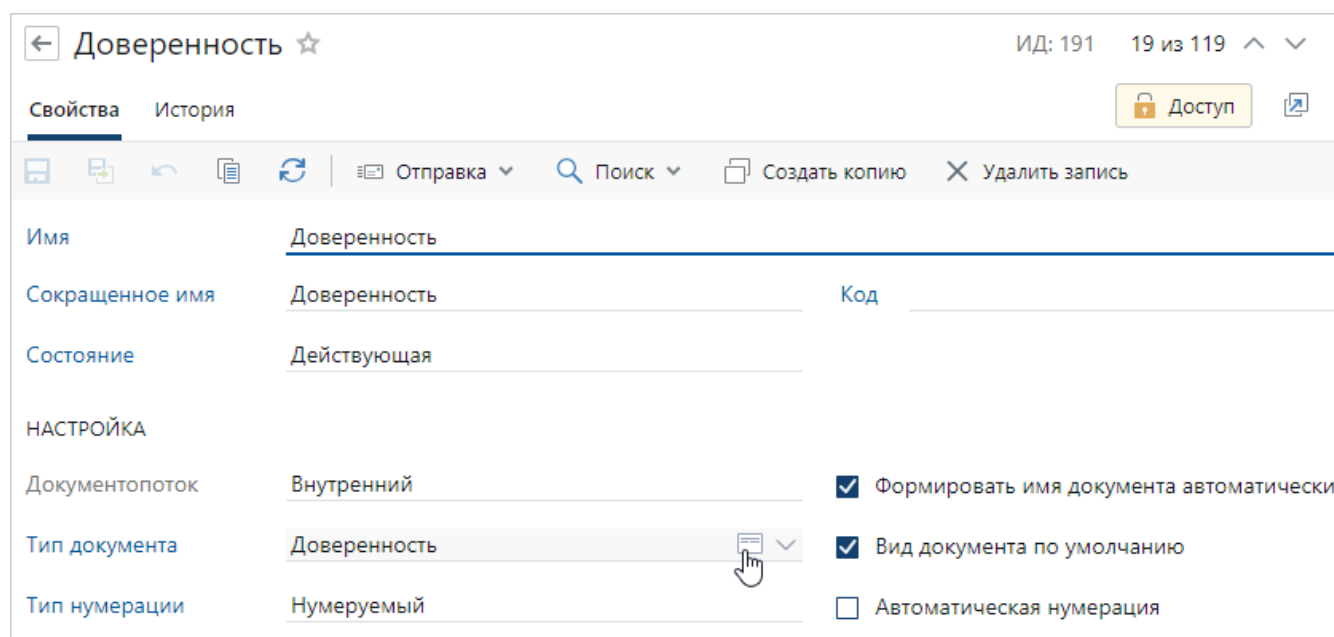 Доверенность ИД: 191 19 из 119
Свойства История Доступ
Отправка Поиск Создать копию Удалить запись
Имя Доверенность
Сокращенное имя Доверенность Код
Состояние Действующая
НАСТРОЙКА
Документопоток Внутренний Формировать имя документа автоматически
Тип документа Доверенность Вид документа по умолчанию
Тип нумерации Нумеруемый Автоматическая нумерация